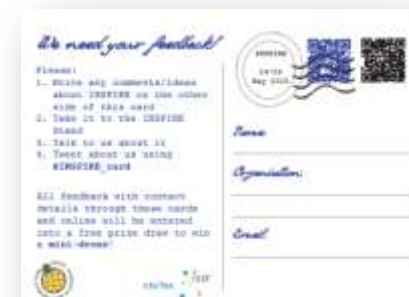 We need your feedback!
Please:
1. Write any comments/ideas
about INSPIRE on the other
side of this card
2. Take it to the INSPIRE
Stand
3. Talk to us about it
4. Tweet about us using
#INSPIRE_card
All feedback with contact
details through these cards
and online will be entered
into a free prize draw to win
a mini-drone!
INSPIRE
May
Name
Organisation:
Email